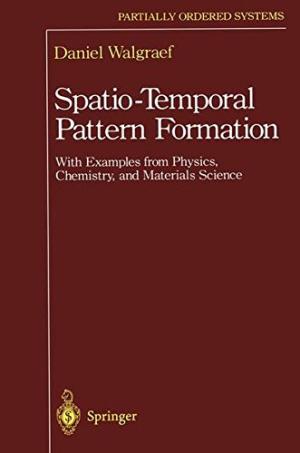 PARTIALLY ORDERED SYSTEMS
Daniel Walgraef
Spatio-Temporal
Pattern Formation
With Examples from Physics,
Chemistry, and Materials Science
Springer